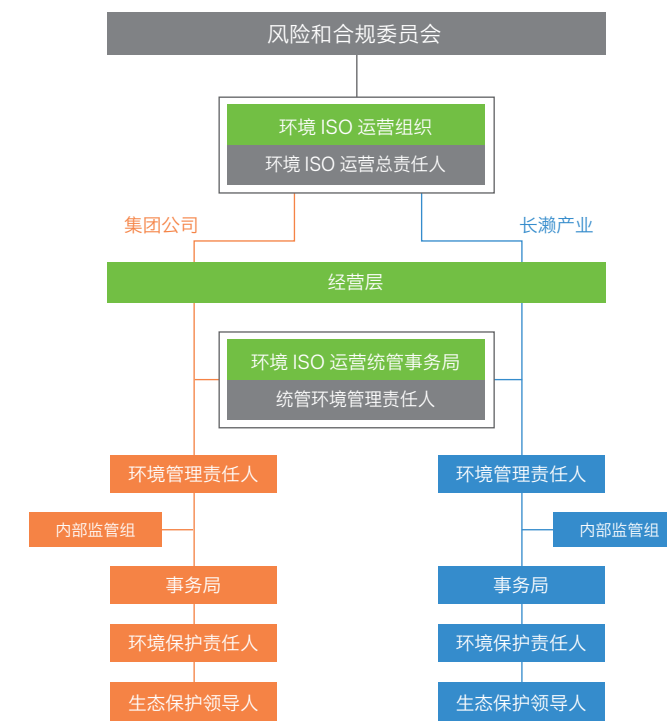 风险和合规委员会
环境 ISO 运营组织
环境 ISO 运营总责任人
集团公司
长濑产业
经营层
环境 ISO 运营统管事务局
统管环境管理责任人
环境管理责任人
环境管理责任人
内部监管组
内部监管组
事务局
事务局
环境保护责任人
环境保护责任人
生态保护领导人
生态保护领导人